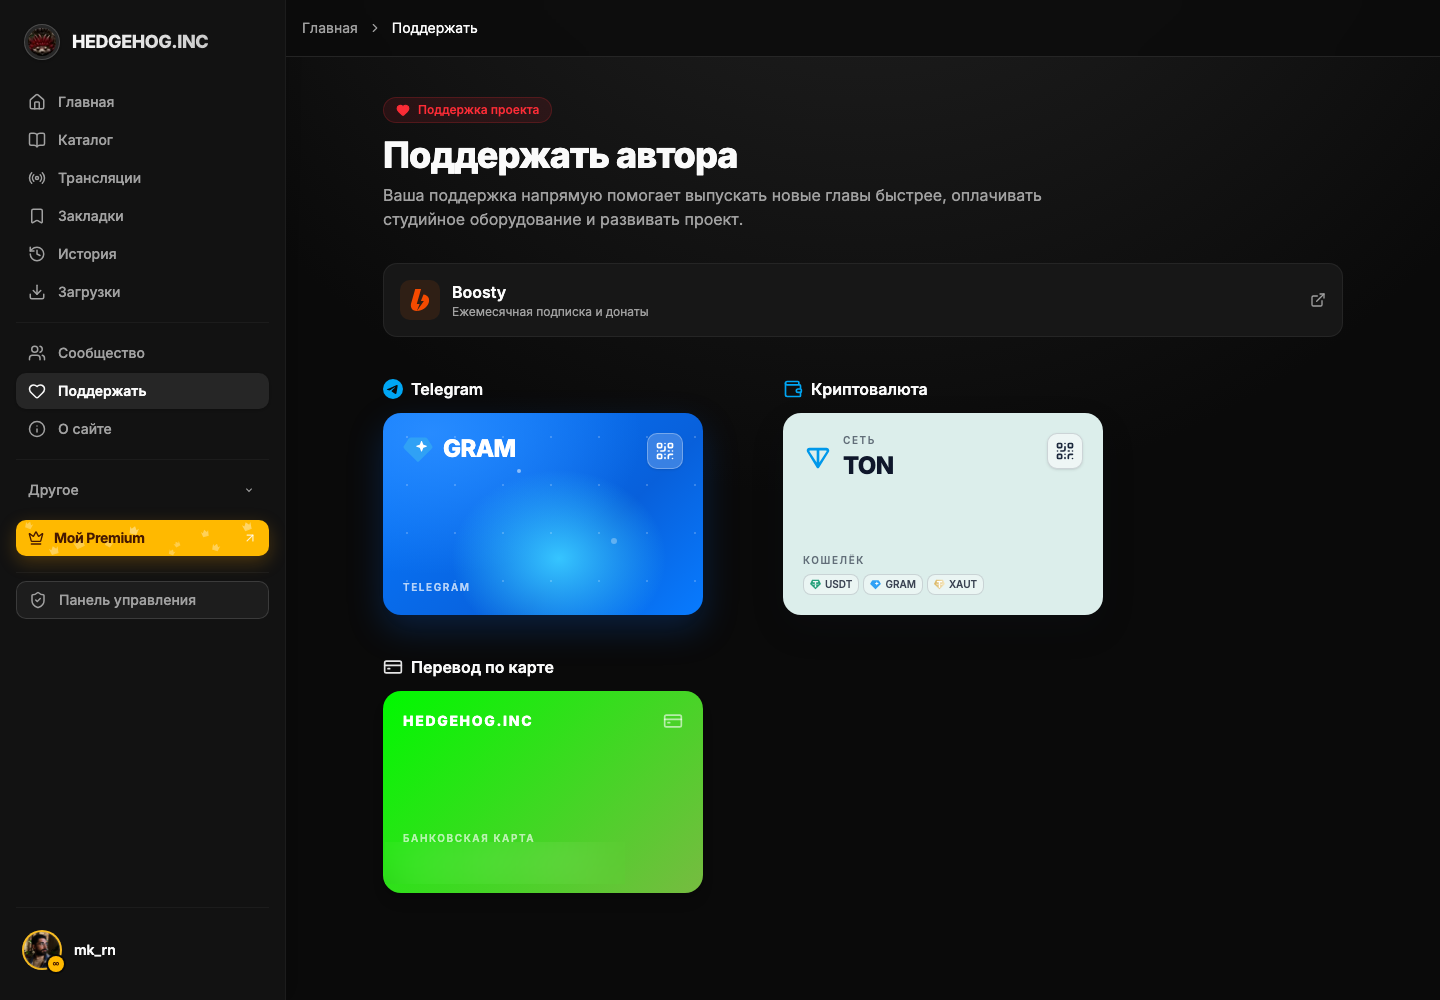 HEDGEHOG.INC
Главная
Каталог
Трансляции
Закладки
История
Загрузки
Сообщество
Поддержать
О сайте
Другое
Мой Premium
Панель управления
mk_rn
Главная > Поддержать
Поддержка проекта
Поддержать автора
Ваша поддержка напрямую помогает выпускать новые главы быстрее, оплачивать
студийное оборудование и развивать проект.
Boosty
Ежемесячная подписка и донаты
Telegram
GRAM
TELEGRAM
Криптовалюта
СЕТЬ
TON
КОШЕЛЁК
USDT GRAM XAUT
Перевод по карте
HEDGEHOG.INC
БАНКОВСКАЯ КАРТА